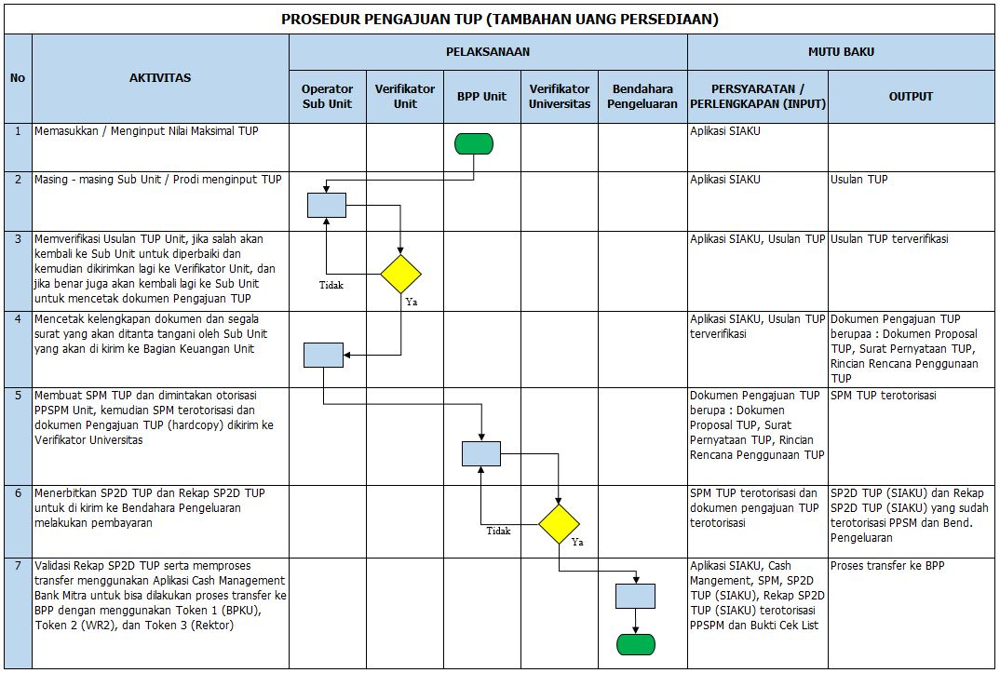 PROSEDUR PENGAJUAN TUP (TAMBAHAN UANG PERSEDIAAN)
No
AKTIVITAS
PELAKSANAAN
MUTU BAKU
Operator
Sub Unit
Verifikator
Unit
BPP Unit
Verifikator
Universitas
Bendahara
Pengeluaran
PERSYARATAN /
PERLENGKAPAN (INPUT)
OUTPUT
1
Memasukkan / Menginput Nilai Maksimal TUP
Aplikasi SIAKU
2
Masing - masing Sub Unit / Prodi menginput TUP
Aplikasi SIAKU
Usulan TUP
3
Memverifikasi Usulan TUP Unit, jika salah akan
kembali ke Sub Unit untuk diperbaiki dan
kemudian dikirimkan lagi ke Verifikator Unit, dan
jika benar juga akan kembali lagi ke Sub Unit
untuk mencetak dokumen Pengajuan TUP
Tidak
Ya
Aplikasi SIAKU, Usulan TUP
Usulan TUP terverifikasi
4
Mencetak kelengkapan dokumen dan segala
surat yang akan ditanta tangani oleh Sub Unit
yang akan di kirim ke Bagian Keuangan Unit
Aplikasi SIAKU, Usulan TUP
terverifikasi
Dokumen Pengajuan TUP
berupaa : Dokumen Proposal
TUP, Surat Pernyataan TUP,
Rincian Rencana Penggunaan
TUP
5
Membuat SPM TUP dan dimintakan otorisasi
PPSPM Unit, kemudian SPM terotorisasi dan
dokumen Pengajuan TUP (hardcopy) dikirim ke
Verifikator Universitas
Dokumen Pengajuan TUP
berupa : Dokumen
Proposal TUP, Surat
Pernyataan TUP, Rincian
Rencana Penggunaan TUP
SPM TUP terotorisasi
6
Menerbitkan SP2D TUP dan Rekap SP2D TUP
untuk di kirim ke Bendahara Pengeluaran
melakukan pembayaran
Tidak
Ya
SPM TUP terotorisasi dan
dokumen pengajuan TUP
terotorisasi
SP2D TUP (SIAKU) dan Rekap
SP2D TUP (SIAKU) yang sudah
terotorisasi PPSM dan Bend.
Pengeluaran
7
Validasi Rekap SP2D TUP serta memproses
transfer menggunakan Aplikasi Cash Management
Bank Mitra untuk bisa dilakukan proses transfer ke
BPP dengan menggunakan Token 1 (BPKU),
Token 2 (WR2), dan Token 3 (Rektor)
Aplikasi SIAKU, Cash
Mangement, SPM, SP2D
TUP (SIAKU), Rekap SP2D
TUP (SIAKU) terotorisasi
PPSPM dan Bukti Cek List
Proses transfer ke BPP